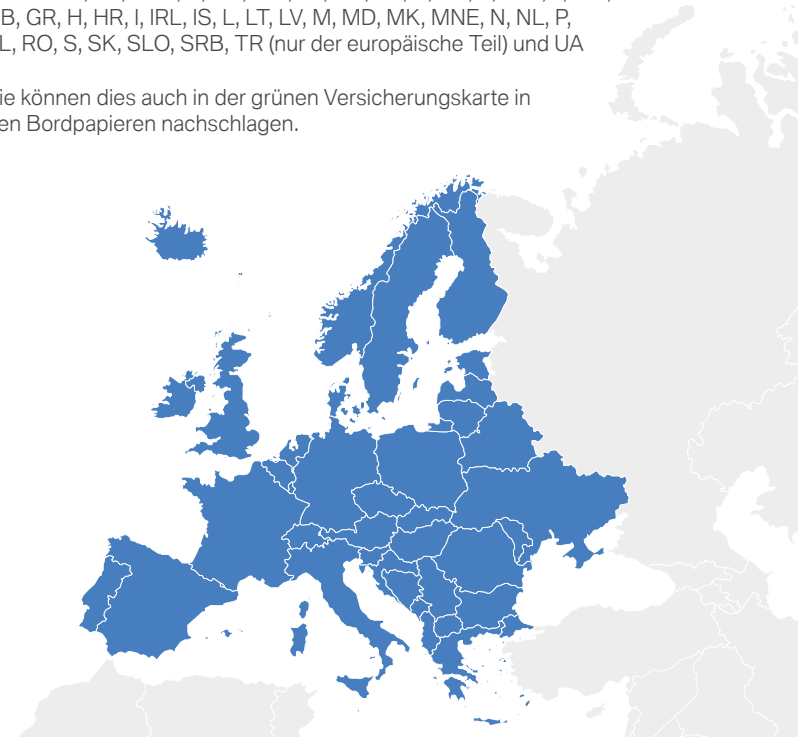 B, GR, H, HR, I, IRL, IS, L, LT, LV, M, MD, MK, MNE, N, NL, P,
L, RO, S, SK, SLO, SRB, TR (nur der europäische Teil) und UA
ie können dies auch in der grünen Versicherungskarte in
en Bordpapieren nachschlagen.